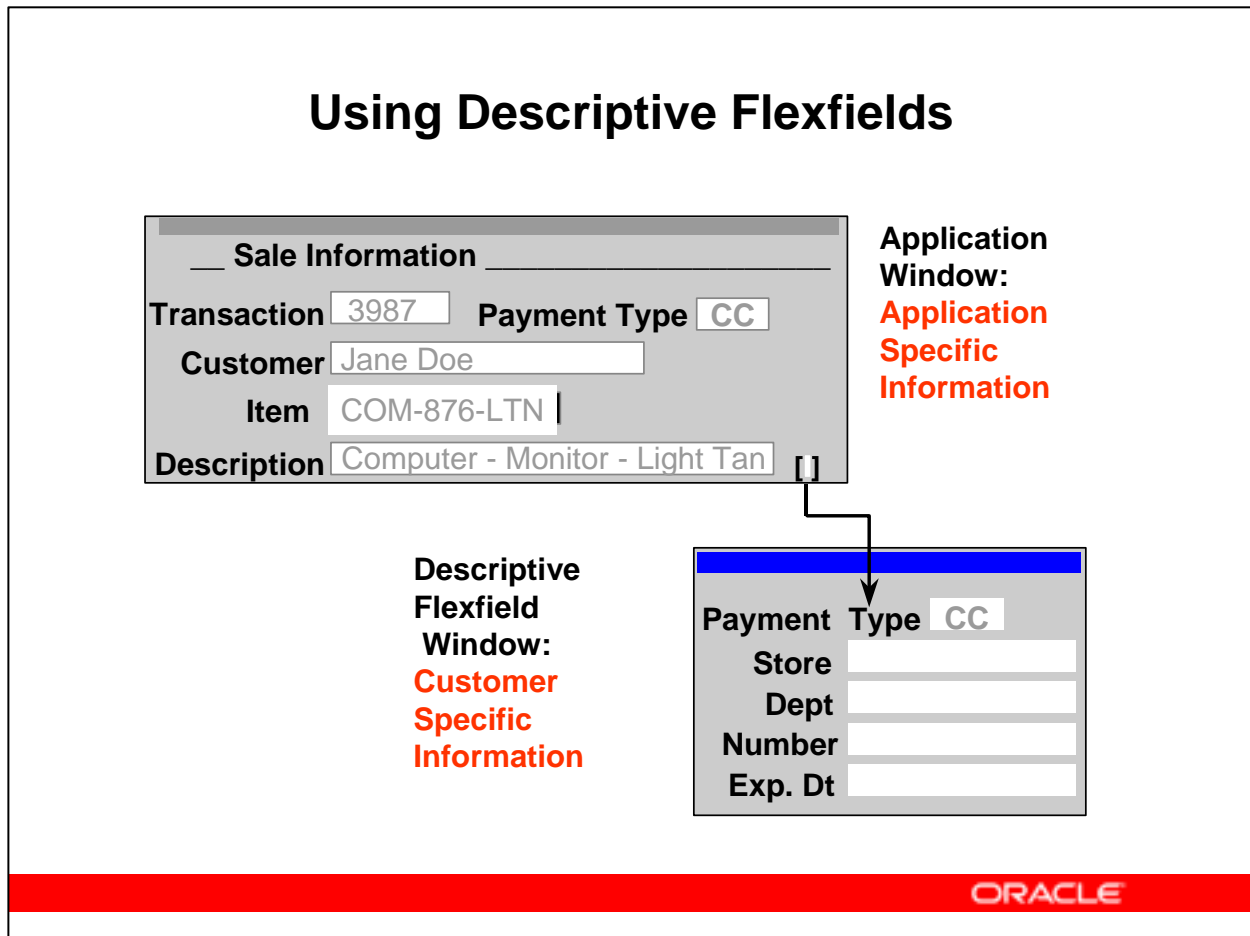 Using Descriptive Flexfields
__ Sale Information ____________________
Transaction 3987 Payment Type CC
Customer Jane Doe
Item COM-876-LTN
Description Computer - Monitor - Light Tan [ ]
Application
Window:
Application
Specific
Information
Descriptive
Flexfield
Window:
Customer
Specific
Information
Payment Type CC
Store
Dept
Number
Exp. Dt
ORACLE